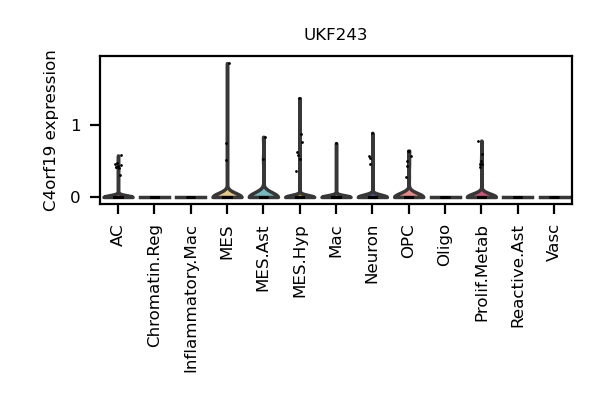 UKF243
C4orf19 expression
1
0
AC
Chromatin.Reg
Inflammatory.Mac
MES
MES.Ast
MES.Hyp
Mac
Neuron
OPC
Oligo
Prolif.Metab
Reactive.Ast
Vasc